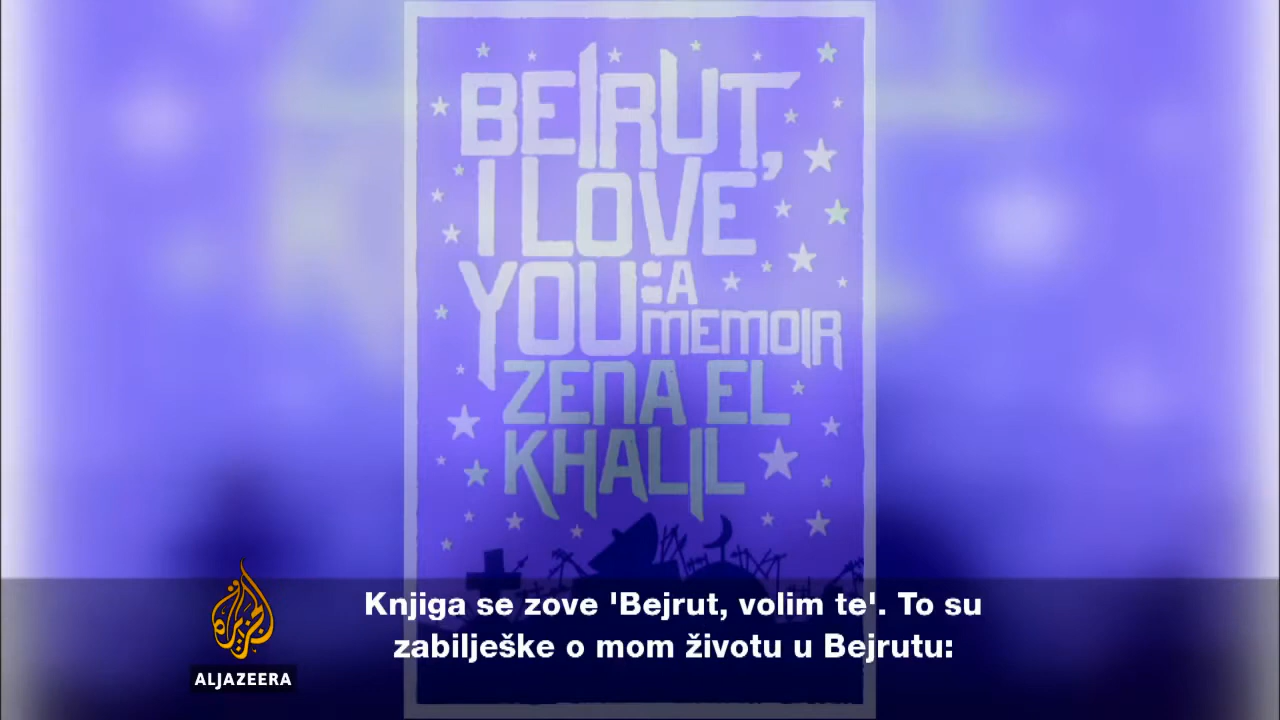 BEIRUT,
I LOVE
YOU: A
MEMOIR
ZENA EL
KHALIL
Knjiga se zove 'Bejrut, volim te'. To su
zabilješke o mom životu u Bejrutu:
الجزيرة
ALJAZEERA